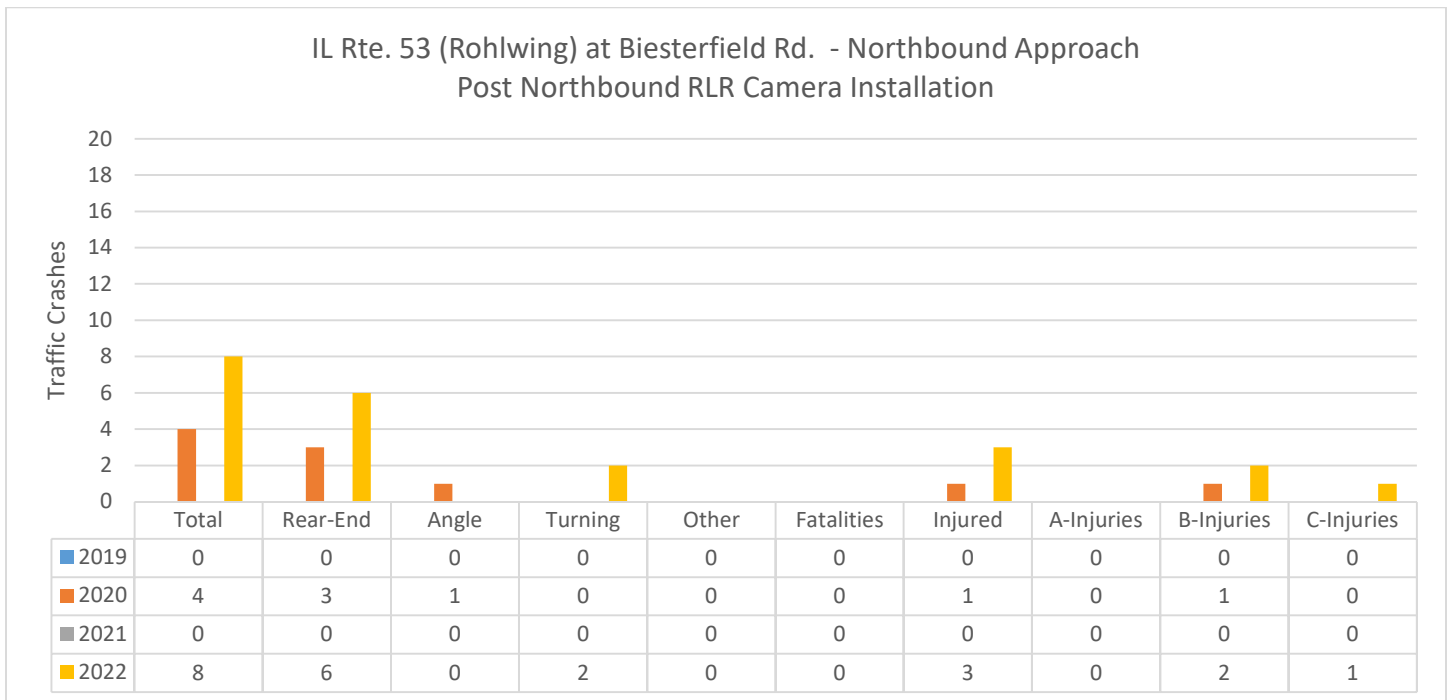 IL Rte. 53 (Rohlwing) at Biesterfield Rd. - Northbound Approach
Post Northbound RLR Camera Installation
Traffic Crashes
20
18
16
14
12
10
8
6
4
2
0
Total Rear-End Angle Turning Other Fatalities Injured A-Injuries B-Injuries C-Injuries
2019 0 0 0 0 0 0 0 0 0 0
2020 4 3 1 0 0 0 1 0 1 0
2021 0 0 0 0 0 0 0 0 0 0
2022 8 6 0 2 0 0 3 0 2 1